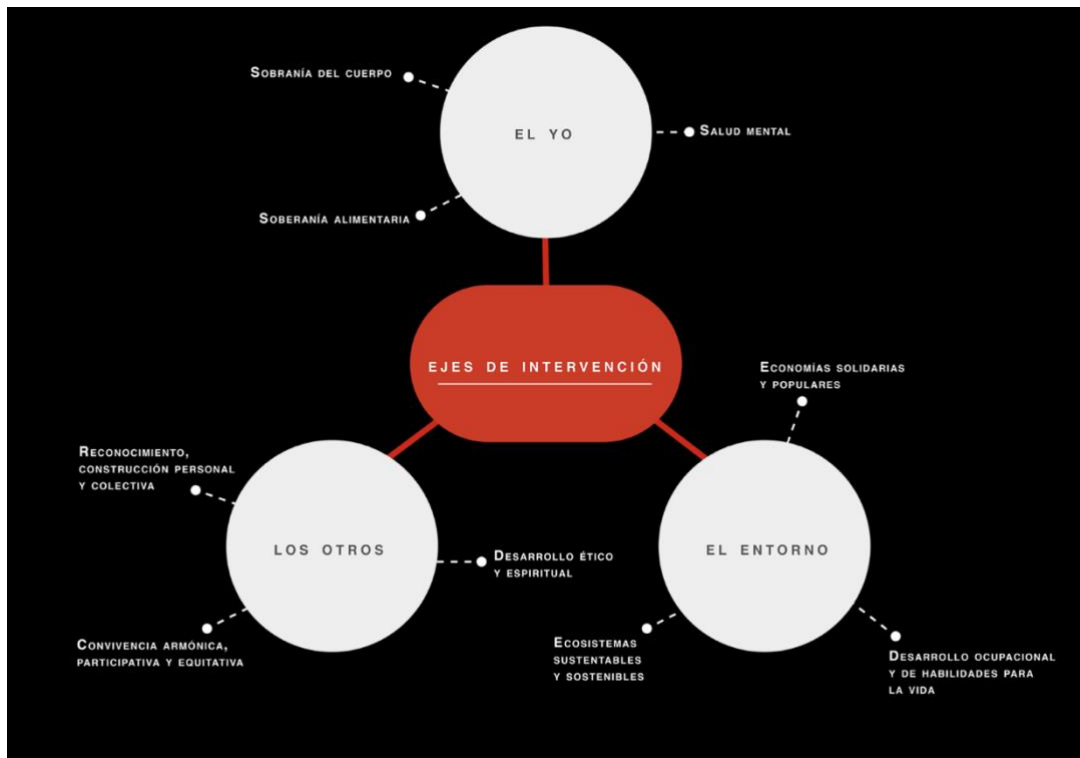 SOBRANÍA DEL CUERPO
EL YO
SALUD MENTAL
SOBERANÍA ALIMENTARIA
EJES DE INTERVENCIÓN
ECONOMÍAS SOLIDARIAS
Y POPULARES
RECONOCIMIENTO,
CONSTRUCCIÓN PERSONAL
Y COLECTIVA
LOS OTROS
DESARROLLO ÉTICO
Y ESPIRITUAL
CONVIVENCIA ARMÓNICA,
PARTICIPATIVA Y EQUITATIVA
EL ENTORNO
ECOSISTEMAS
SUSTENTABLES
Y SOSTENIBLES
DESARROLLO OCUPACIONAL
Y DE HABILIDADES PARA
LA VIDA